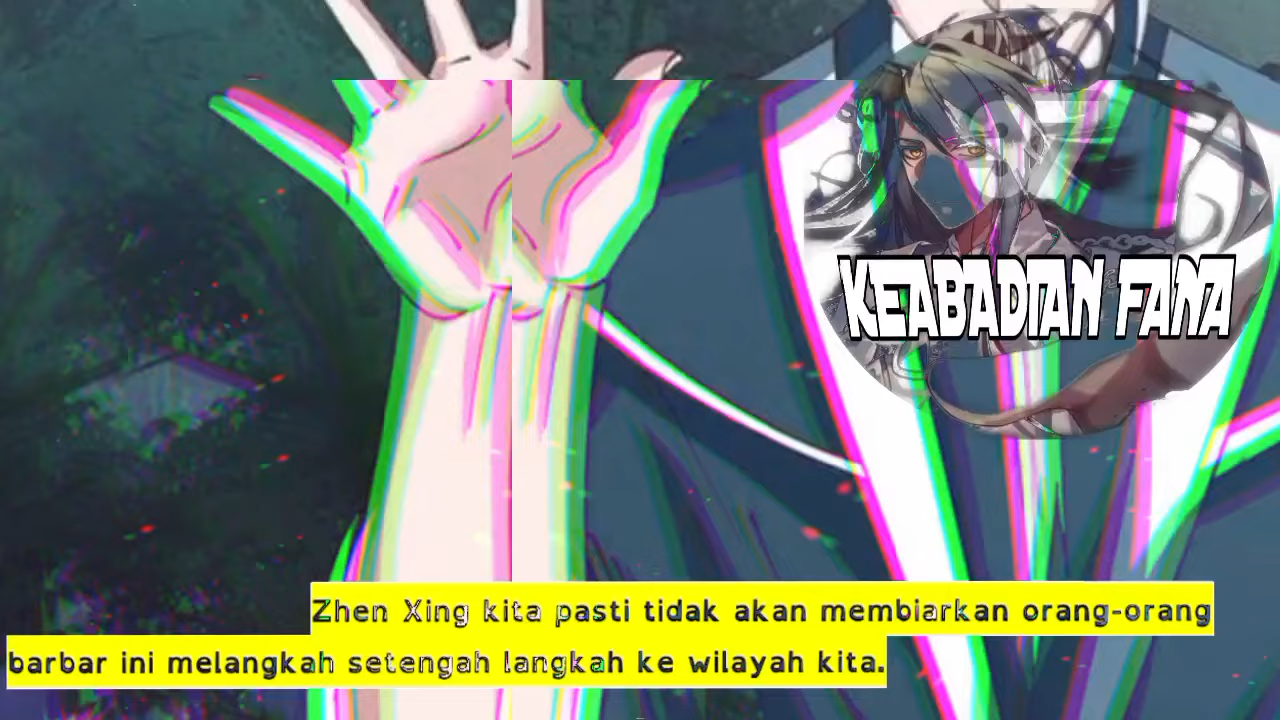 KEABADIAN FANA
Zhen Xing kita pasti tidak akan membiarkan orang-orang
barbar ini melangkah setengah langkah ke wilayah kita.